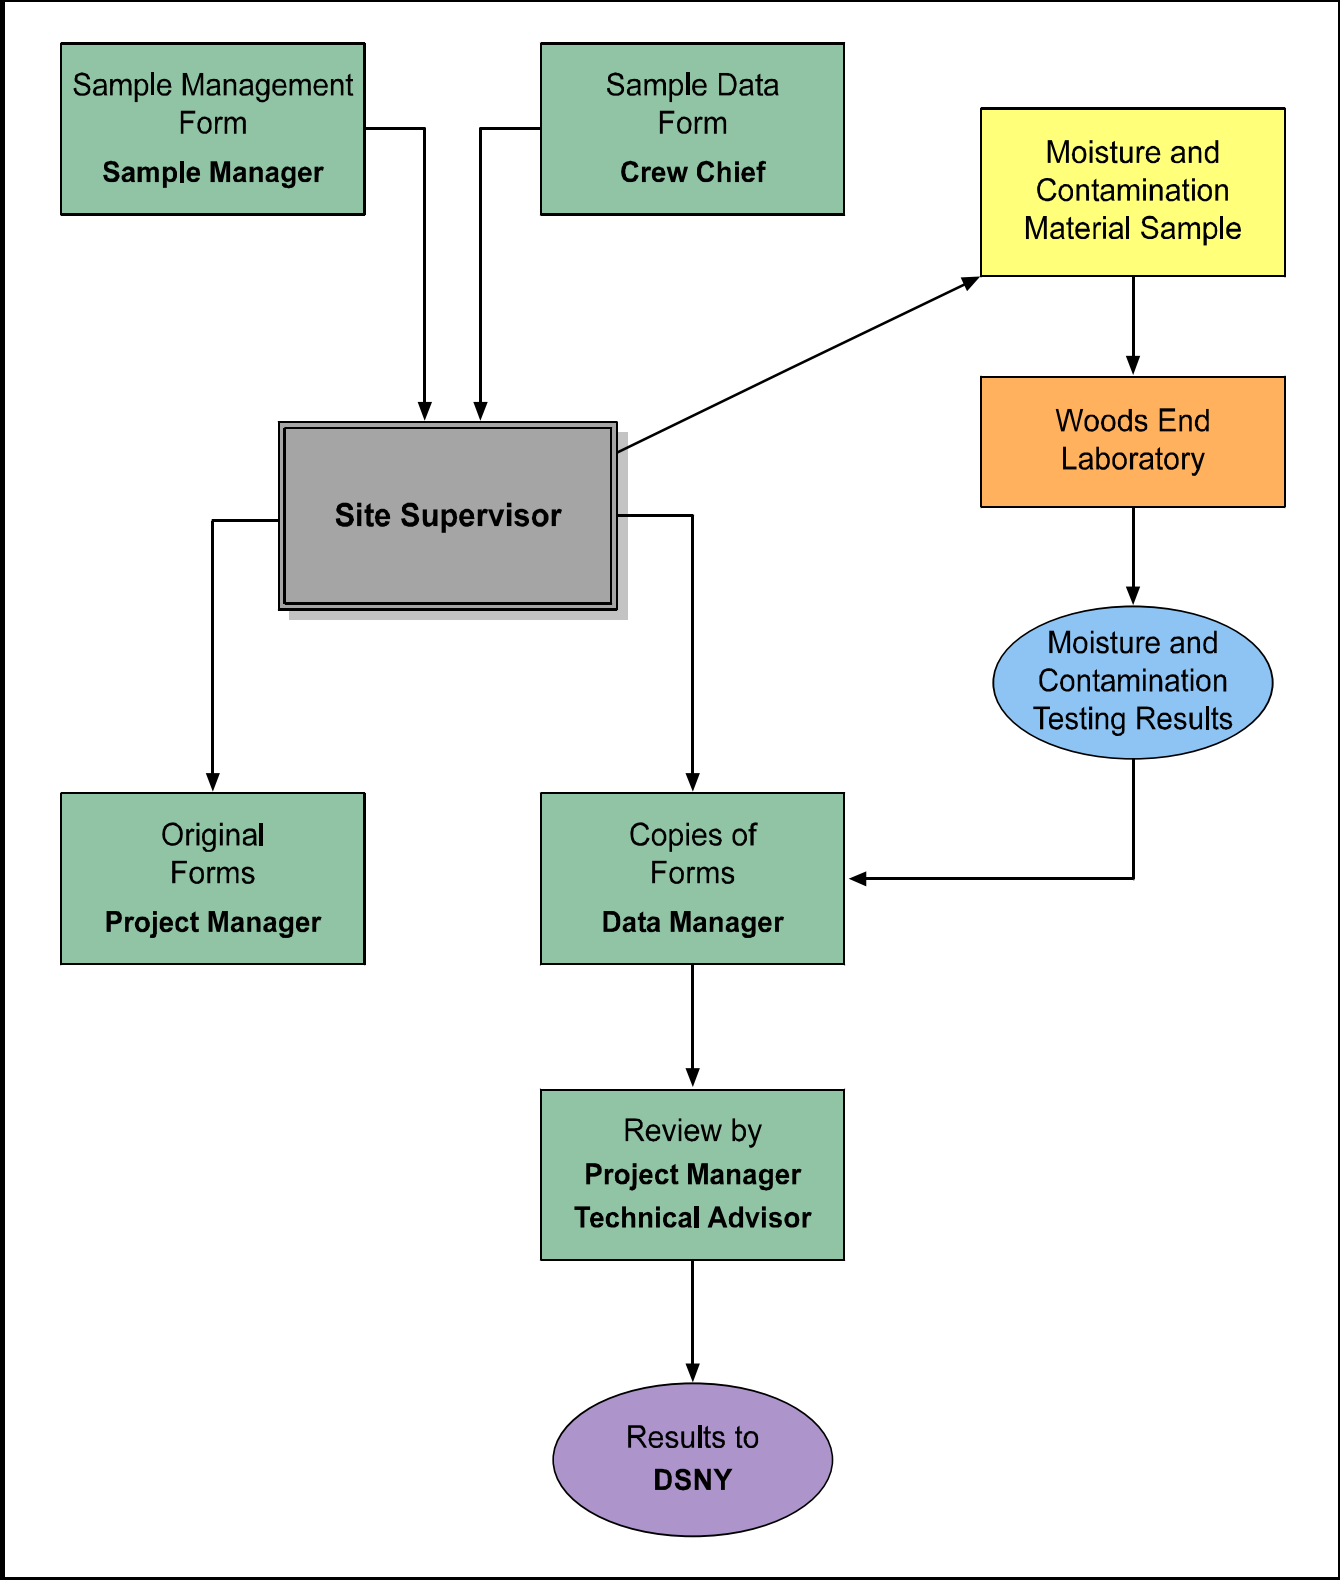 Sample Management
Form
Sample Manager
Sample Data
Form
Crew Chief
Moisture and
Contamination
Material Sample
Woods End
Laboratory
Site Supervisor
Moisture and
Contamination
Testing Results
Original
Forms
Project Manager
Copies of
Forms
Data Manager
Review by
Project Manager
Technical Advisor
Results to
DSNY